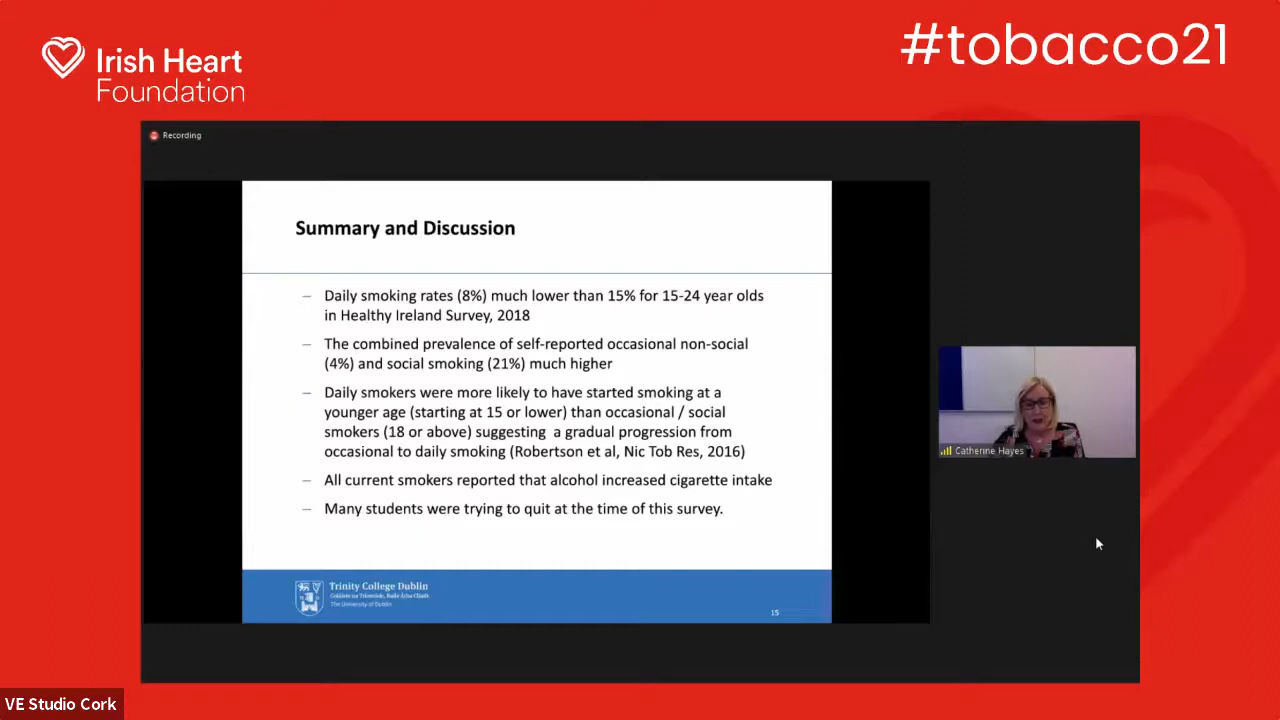 Irish Heart
Foundation
#tobacco21
Recording
Summary and Discussion
– Daily smoking rates (8%) much lower than 15% for 15-24 year olds
in Healthy Ireland Survey, 2018
– The combined prevalence of self-reported occasional non-social
(4%) and social smoking (21%) much higher
– Daily smokers were more likely to have started smoking at a
younger age (starting at 15 or lower) than occasional / social
smokers (18 or above) suggesting a gradual progression from
occasional to daily smoking (Robertson et al, Nic Tob Res, 2016)
– All current smokers reported that alcohol increased cigarette intake
– Many students were trying to quit at the time of this survey.
Catherine Hayes
Trinity College Dublin
Coláiste na Tríonóide, Baile Átha Cliath
The University of Dublin
15
VE Studio Cork